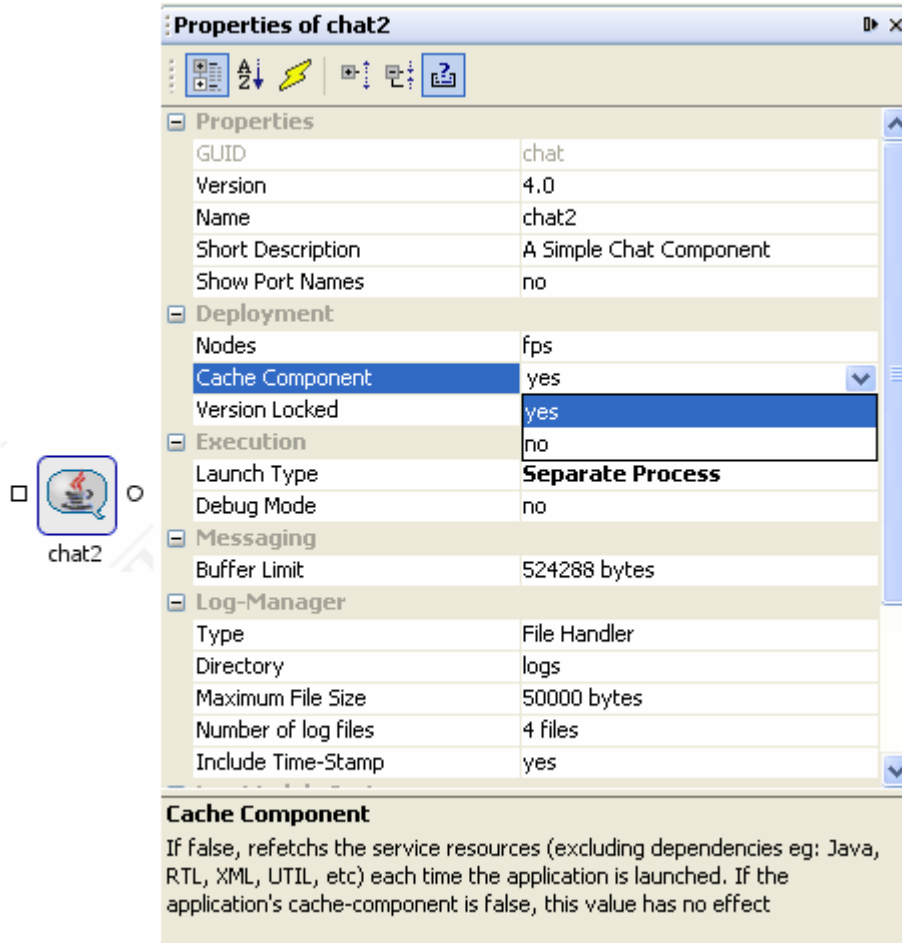 Properties of chat2
Properties
GUID chat
Version 4.0
Name chat2
Short Description A Simple Chat Component
Show Port Names no
Deployment
Nodes fps
Cache Component yes
Version Locked yes
Execution no
Launch Type Separate Process
Debug Mode no
Messaging
Buffer Limit 524288 bytes
Log-Manager
Type File Handler
Directory logs
Maximum File Size 50000 bytes
Number of log files 4 files
Include Time-Stamp yes
chat2
Cache Component
If false, refetchs the service resources (excluding dependencies eg: Java,
RTL, XML, UTIL, etc) each time the application is launched. If the
application's cache-component is false, this value has no effect